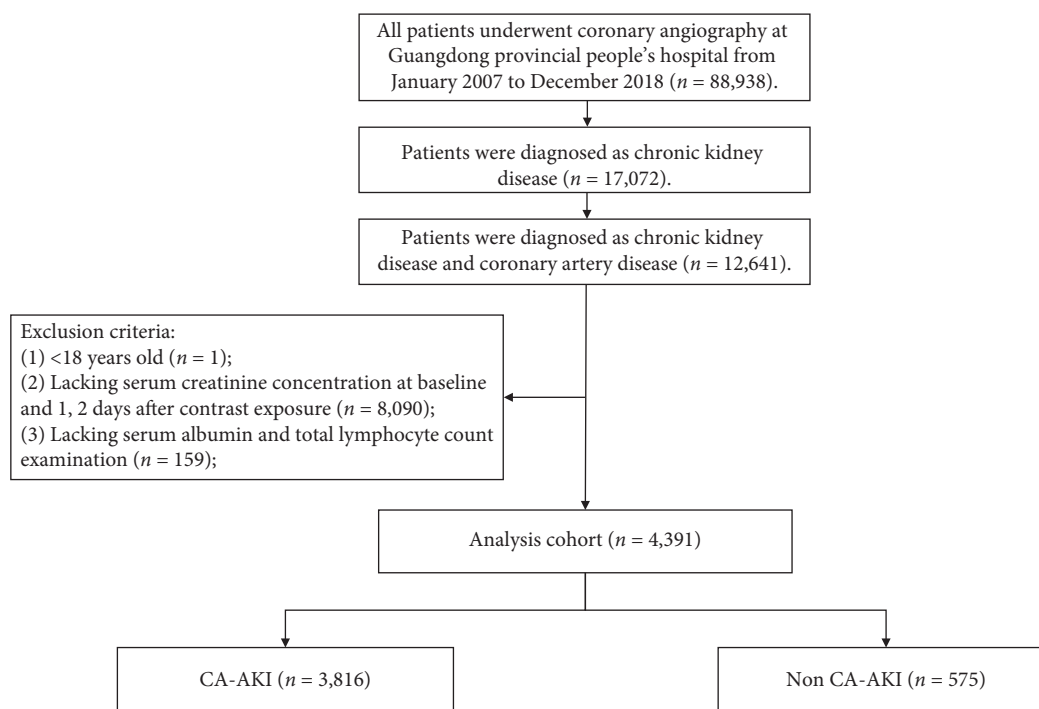 All patients underwent coronary angiography at
Guangdong provincial people's hospital from
January 2007 to December 2018 (n = 88,938).
Patients were diagnosed as chronic kidney
disease (n = 17,072).
Patients were diagnosed as chronic kidney
disease and coronary artery disease (n = 12,641).
Exclusion criteria:
(1) <18 years old (n = 1);
(2) Lacking serum creatinine concentration at baseline
and 1, 2 days after contrast exposure (n = 8,090);
(3) Lacking serum albumin and total lymphocyte count
examination (n = 159);
Analysis cohort (n = 4,391)
CA-AKI (n = 3,816)
Non CA-AKI (n = 575)